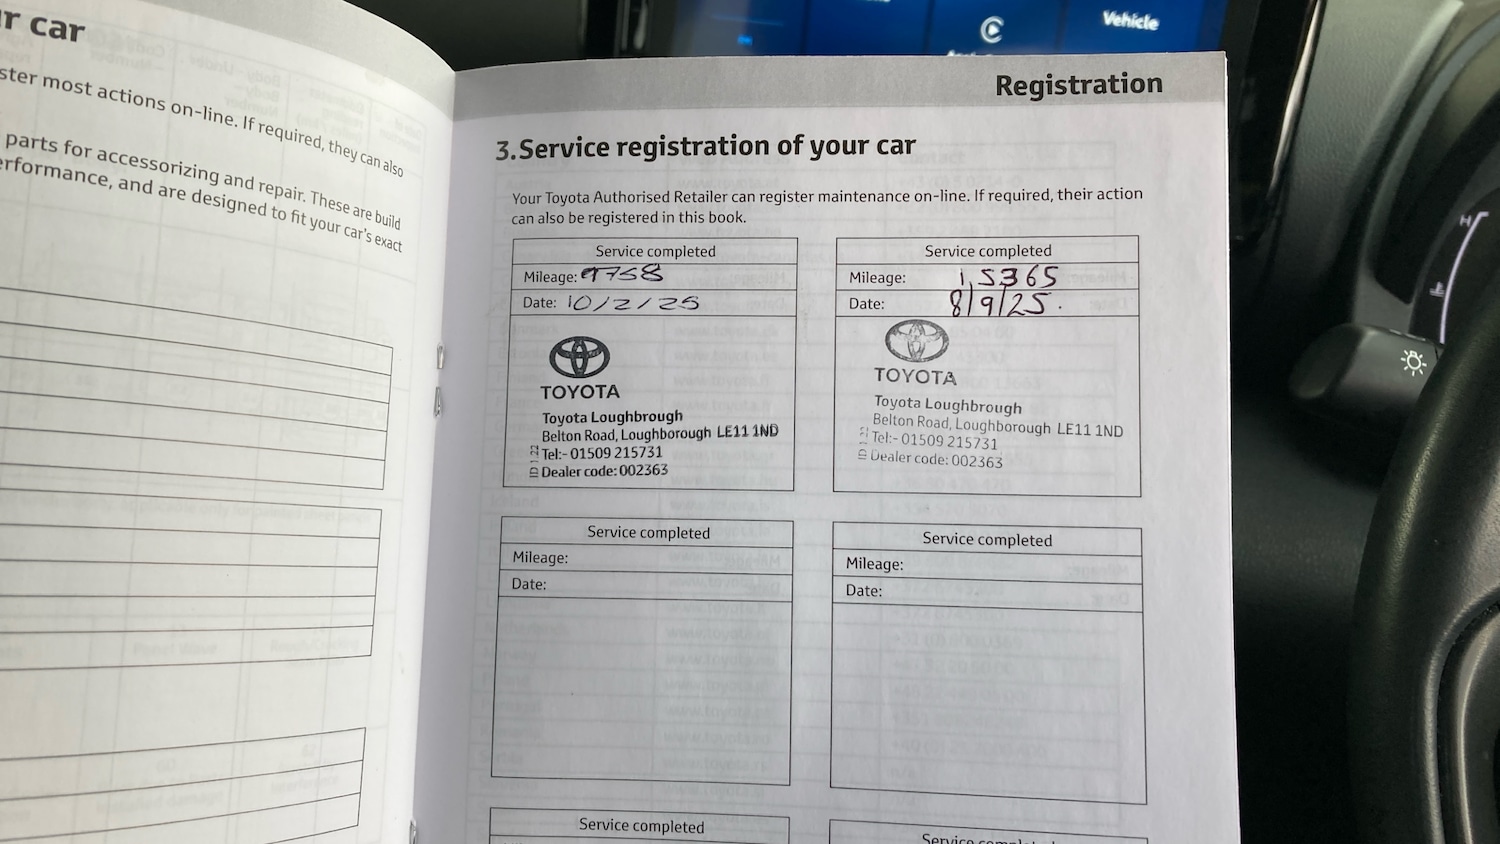 r car
ster most actions on-line. If required, they can also
parts for accessorizing and repair. These are build
erformance, and are designed to fit your car's exact
Vehicle
Registration
3.Service registration of your car
Your Toyota Authorised Retailer can register maintenance on-line. If required, their action
can also be registered in this book.
Service completed
Mileage: 9758
Date: 10/2/25
TOYOTA
Toyota Loughbrough
Belton Road, Loughborough LE11 1ND
Tel:- 01509 215731
Dealer code: 002363
Service completed
Mileage: 15365
Date: 8/9/25.
TOYOTA
Toyota Loughbrough
Belton Road, Loughborough LE11 1ND
Tel:- 01509 215731
Dealer code: 002363
Service completed
Mileage:
Date:
Service completed
Mileage:
Date:
Service completed
Service completed
H